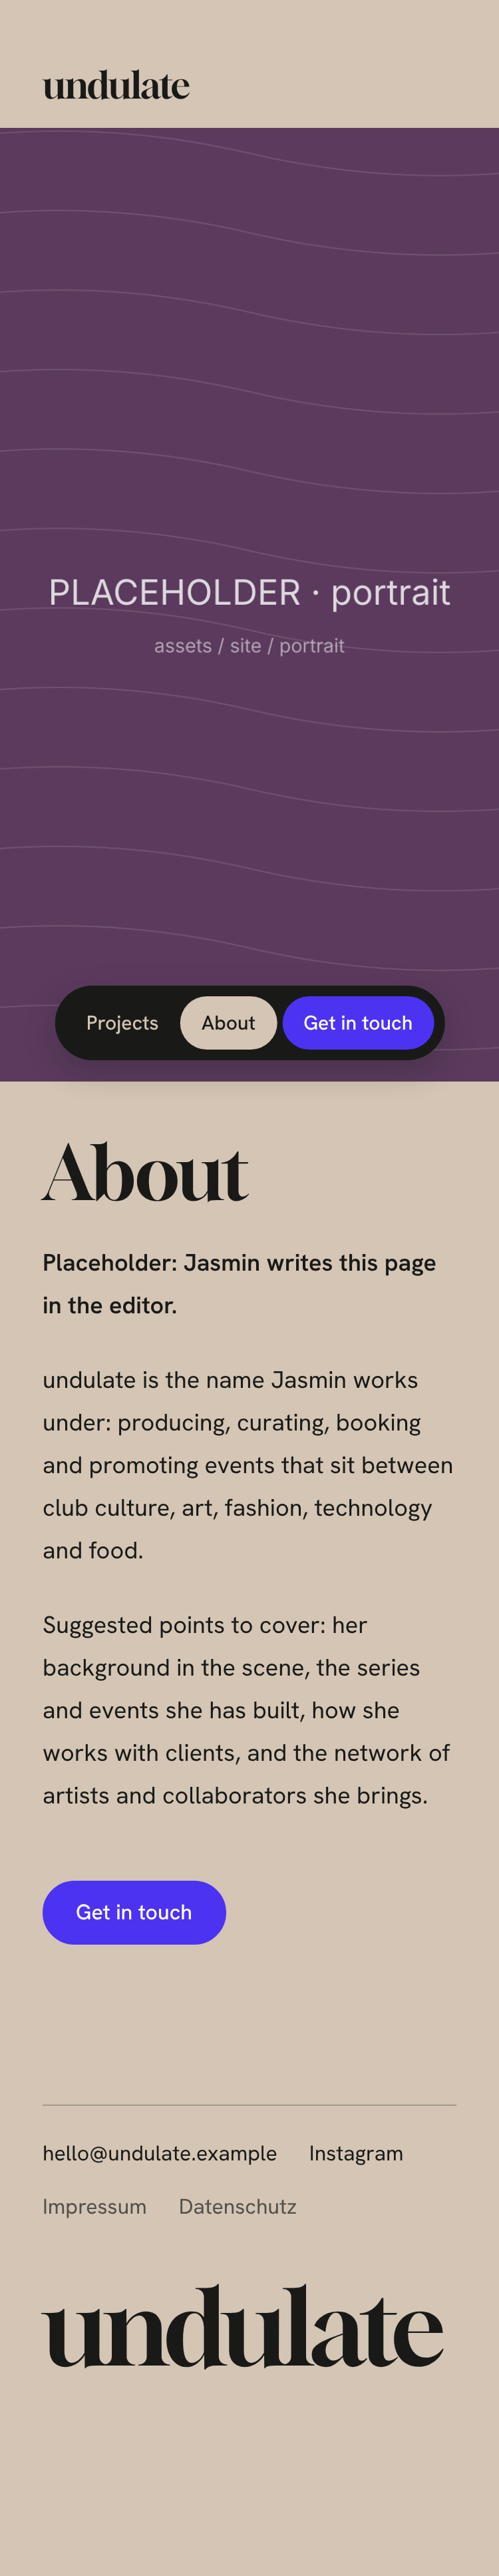 undulate
PLACEHOLDER · portrait
assets / site / portrait
Projects About Get in touch
About
Placeholder: Jasmin writes this page
in the editor.
undulate is the name Jasmin works
under: producing, curating, booking
and promoting events that sit between
club culture, art, fashion, technology
and food.
Suggested points to cover: her
background in the scene, the series
and events she has built, how she
works with clients, and the network of
artists and collaborators she brings.
Get in touch
hello@undulate.example Instagram
Impressum Datenschutz
undulate